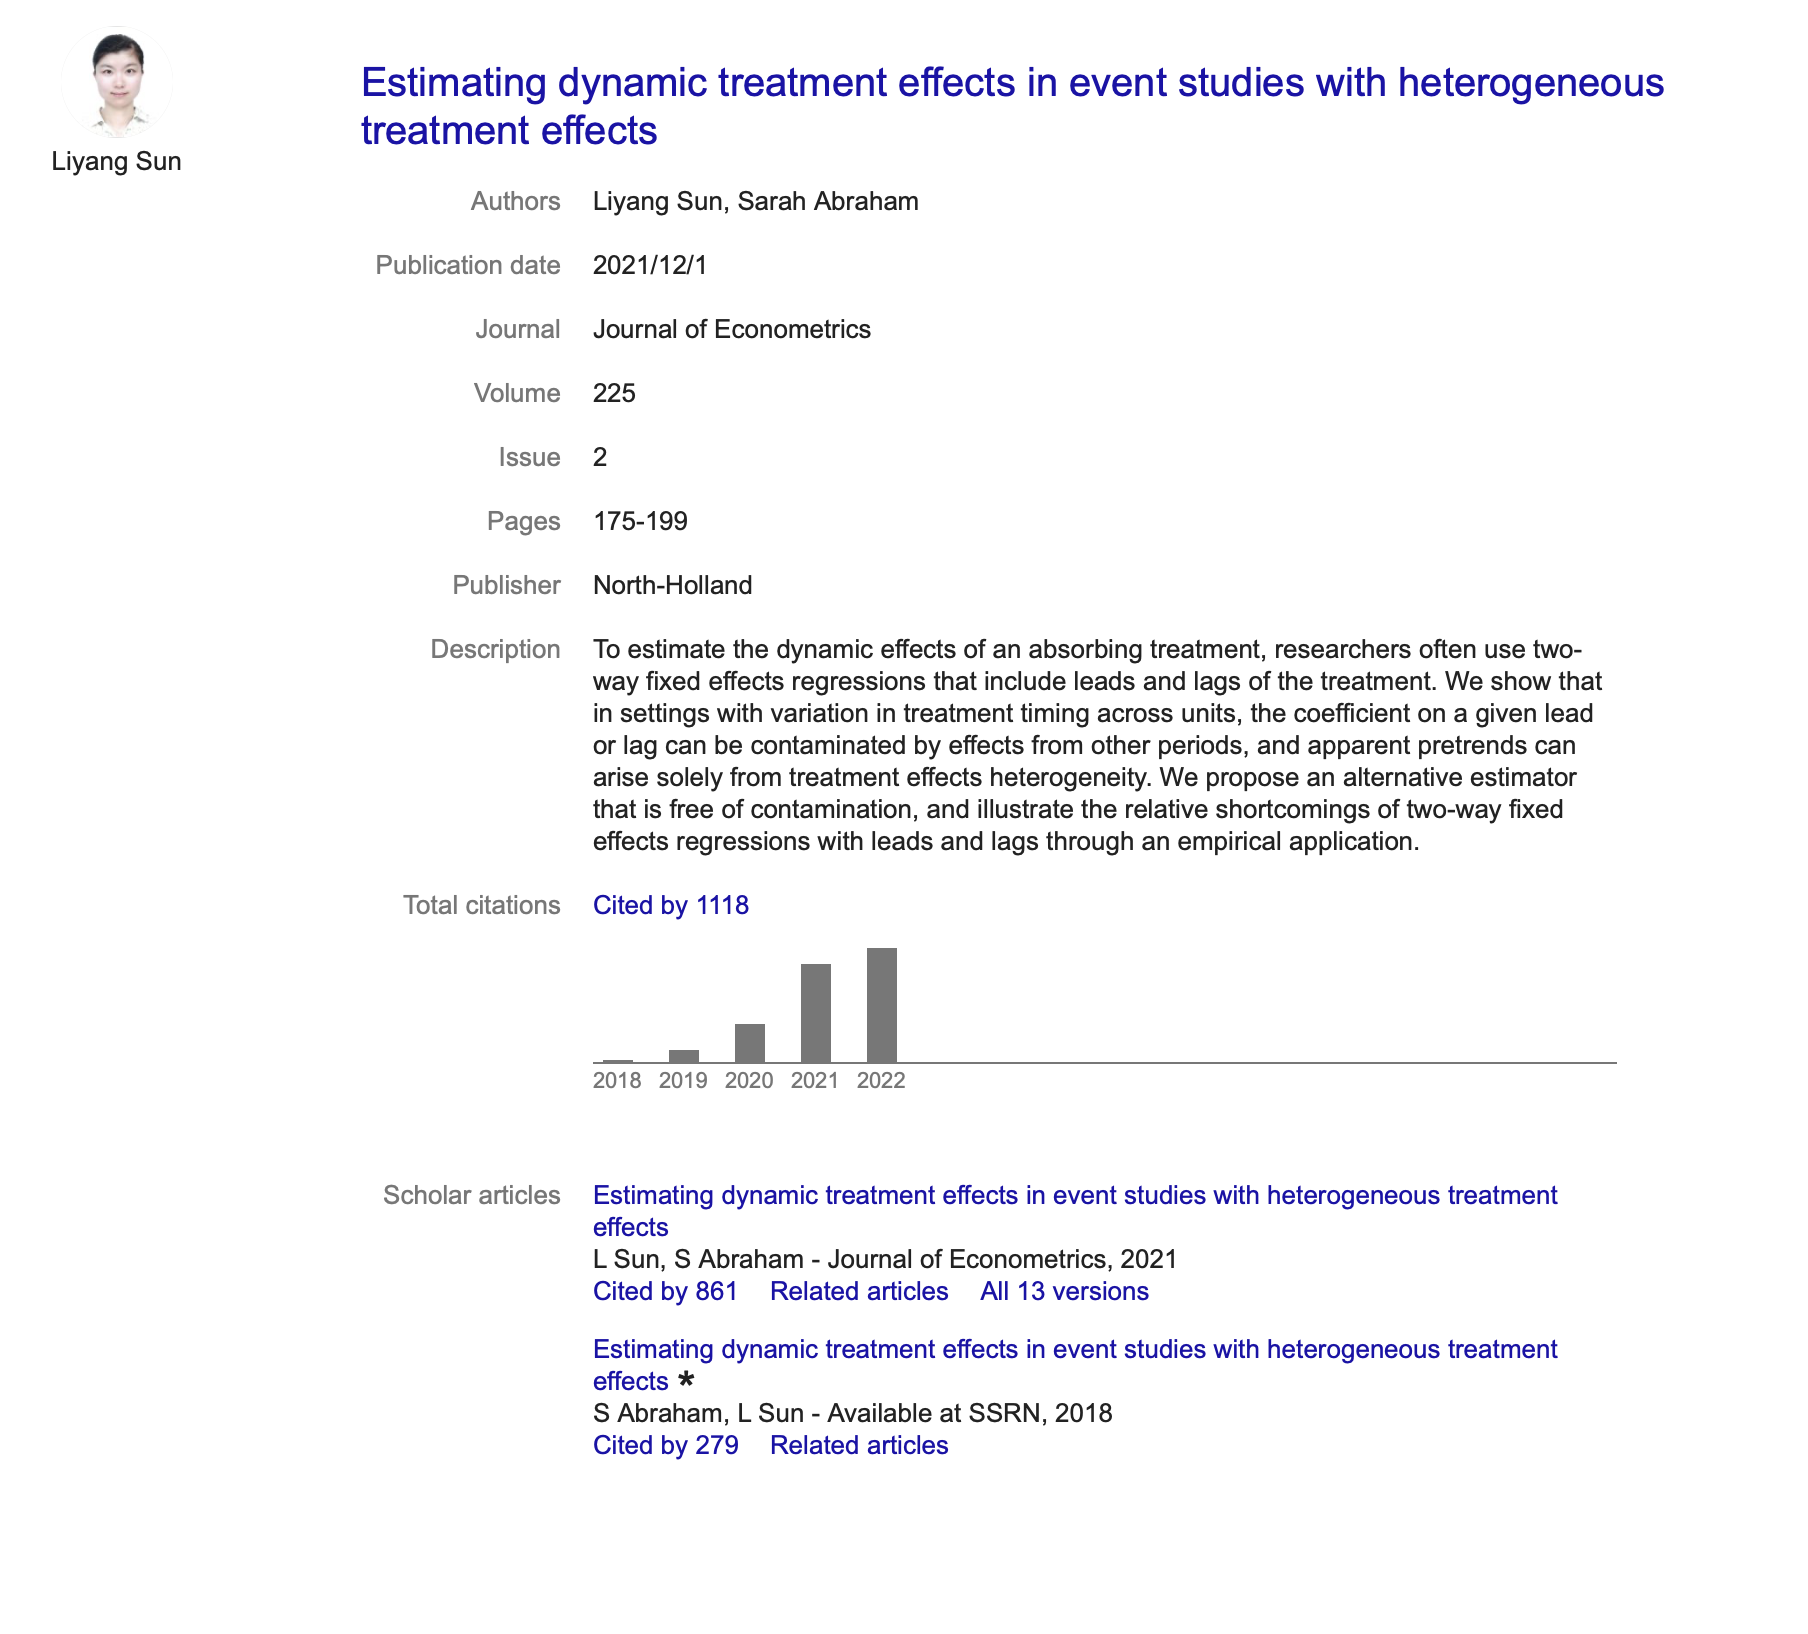 Liyang Sun
Estimating dynamic treatment effects in event studies with heterogeneous
treatment effects
Authors Liyang Sun, Sarah Abraham
Publication date 2021/12/1
Journal Journal of Econometrics
Volume 225
Issue 2
Pages 175-199
Publisher North-Holland
Description To estimate the dynamic effects of an absorbing treatment, researchers often use two-
way fixed effects regressions that include leads and lags of the treatment. We show that
in settings with variation in treatment timing across units, the coefficient on a given lead
or lag can be contaminated by effects from other periods, and apparent pretrends can
arise solely from treatment effects heterogeneity. We propose an alternative estimator
that is free of contamination, and illustrate the relative shortcomings of two-way fixed
effects regressions with leads and lags through an empirical application.
Total citations Cited by 1118
2018 2019 2020 2021 2022
Scholar articles Estimating dynamic treatment effects in event studies with heterogeneous treatment
effects
L Sun, S Abraham - Journal of Econometrics, 2021
Cited by 861 Related articles All 13 versions
Estimating dynamic treatment effects in event studies with heterogeneous treatment
effects *
S Abraham, L Sun - Available at SSRN, 2018
Cited by 279 Related articles